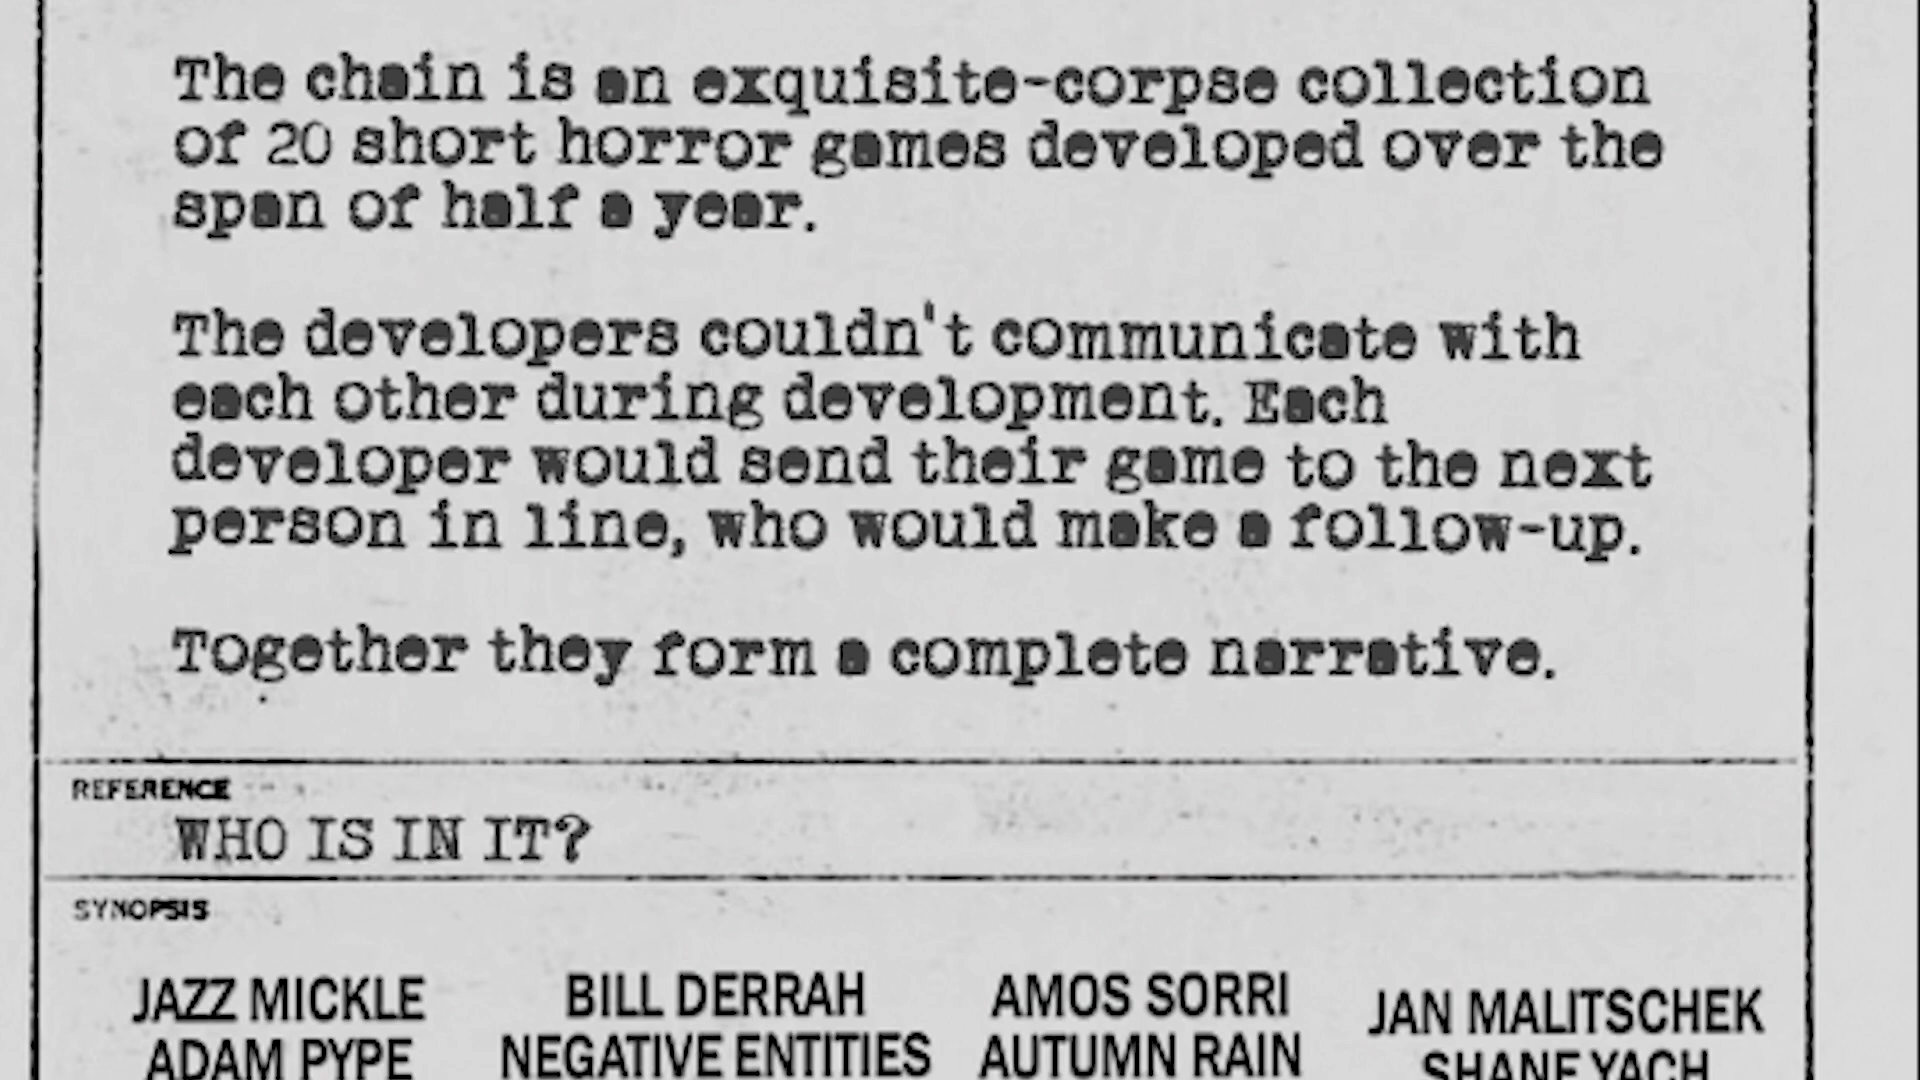 The chain is an exquisite-corpse collection
of 20 short horror games developed over the
span of half a year.
The developers couldn't communicate with
each other during development. Each
developer would send their game to the next
person in line, who would make a follow-up.
Together they form a complete narrative.
REFERENCE
WHO IS IN IT?
SYNOPSIS
JAZZ MICKLE BILL DERRAH AMOS SORRI JAN MALITSCHEK
ADAM PYPE NEGATIVE ENTITIES AUTUMN RAIN SHANE YACH